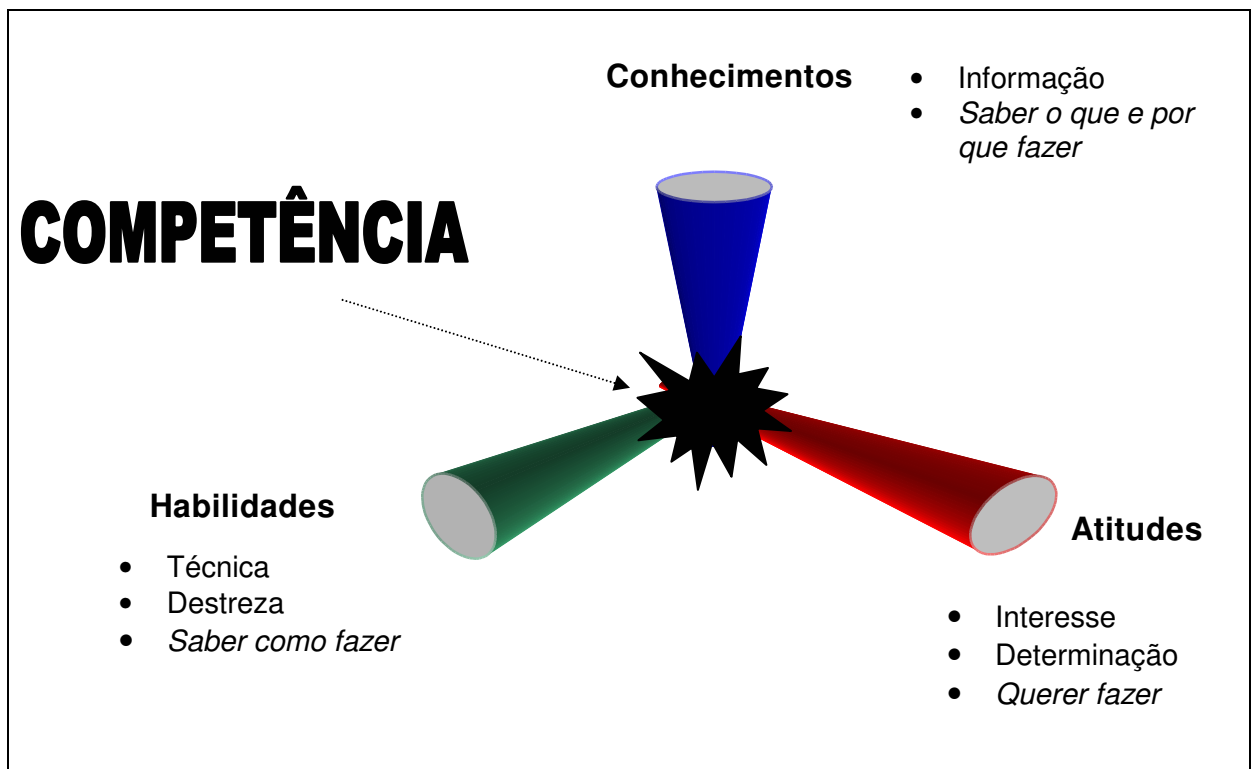 Conhecimentos
• Informação
• Saber o que e por
que fazer
COMPETÊNCIA
Habilidades
• Técnica
• Destreza
• Saber como fazer
Atitudes
• Interesse
• Determinação
• Querer fazer